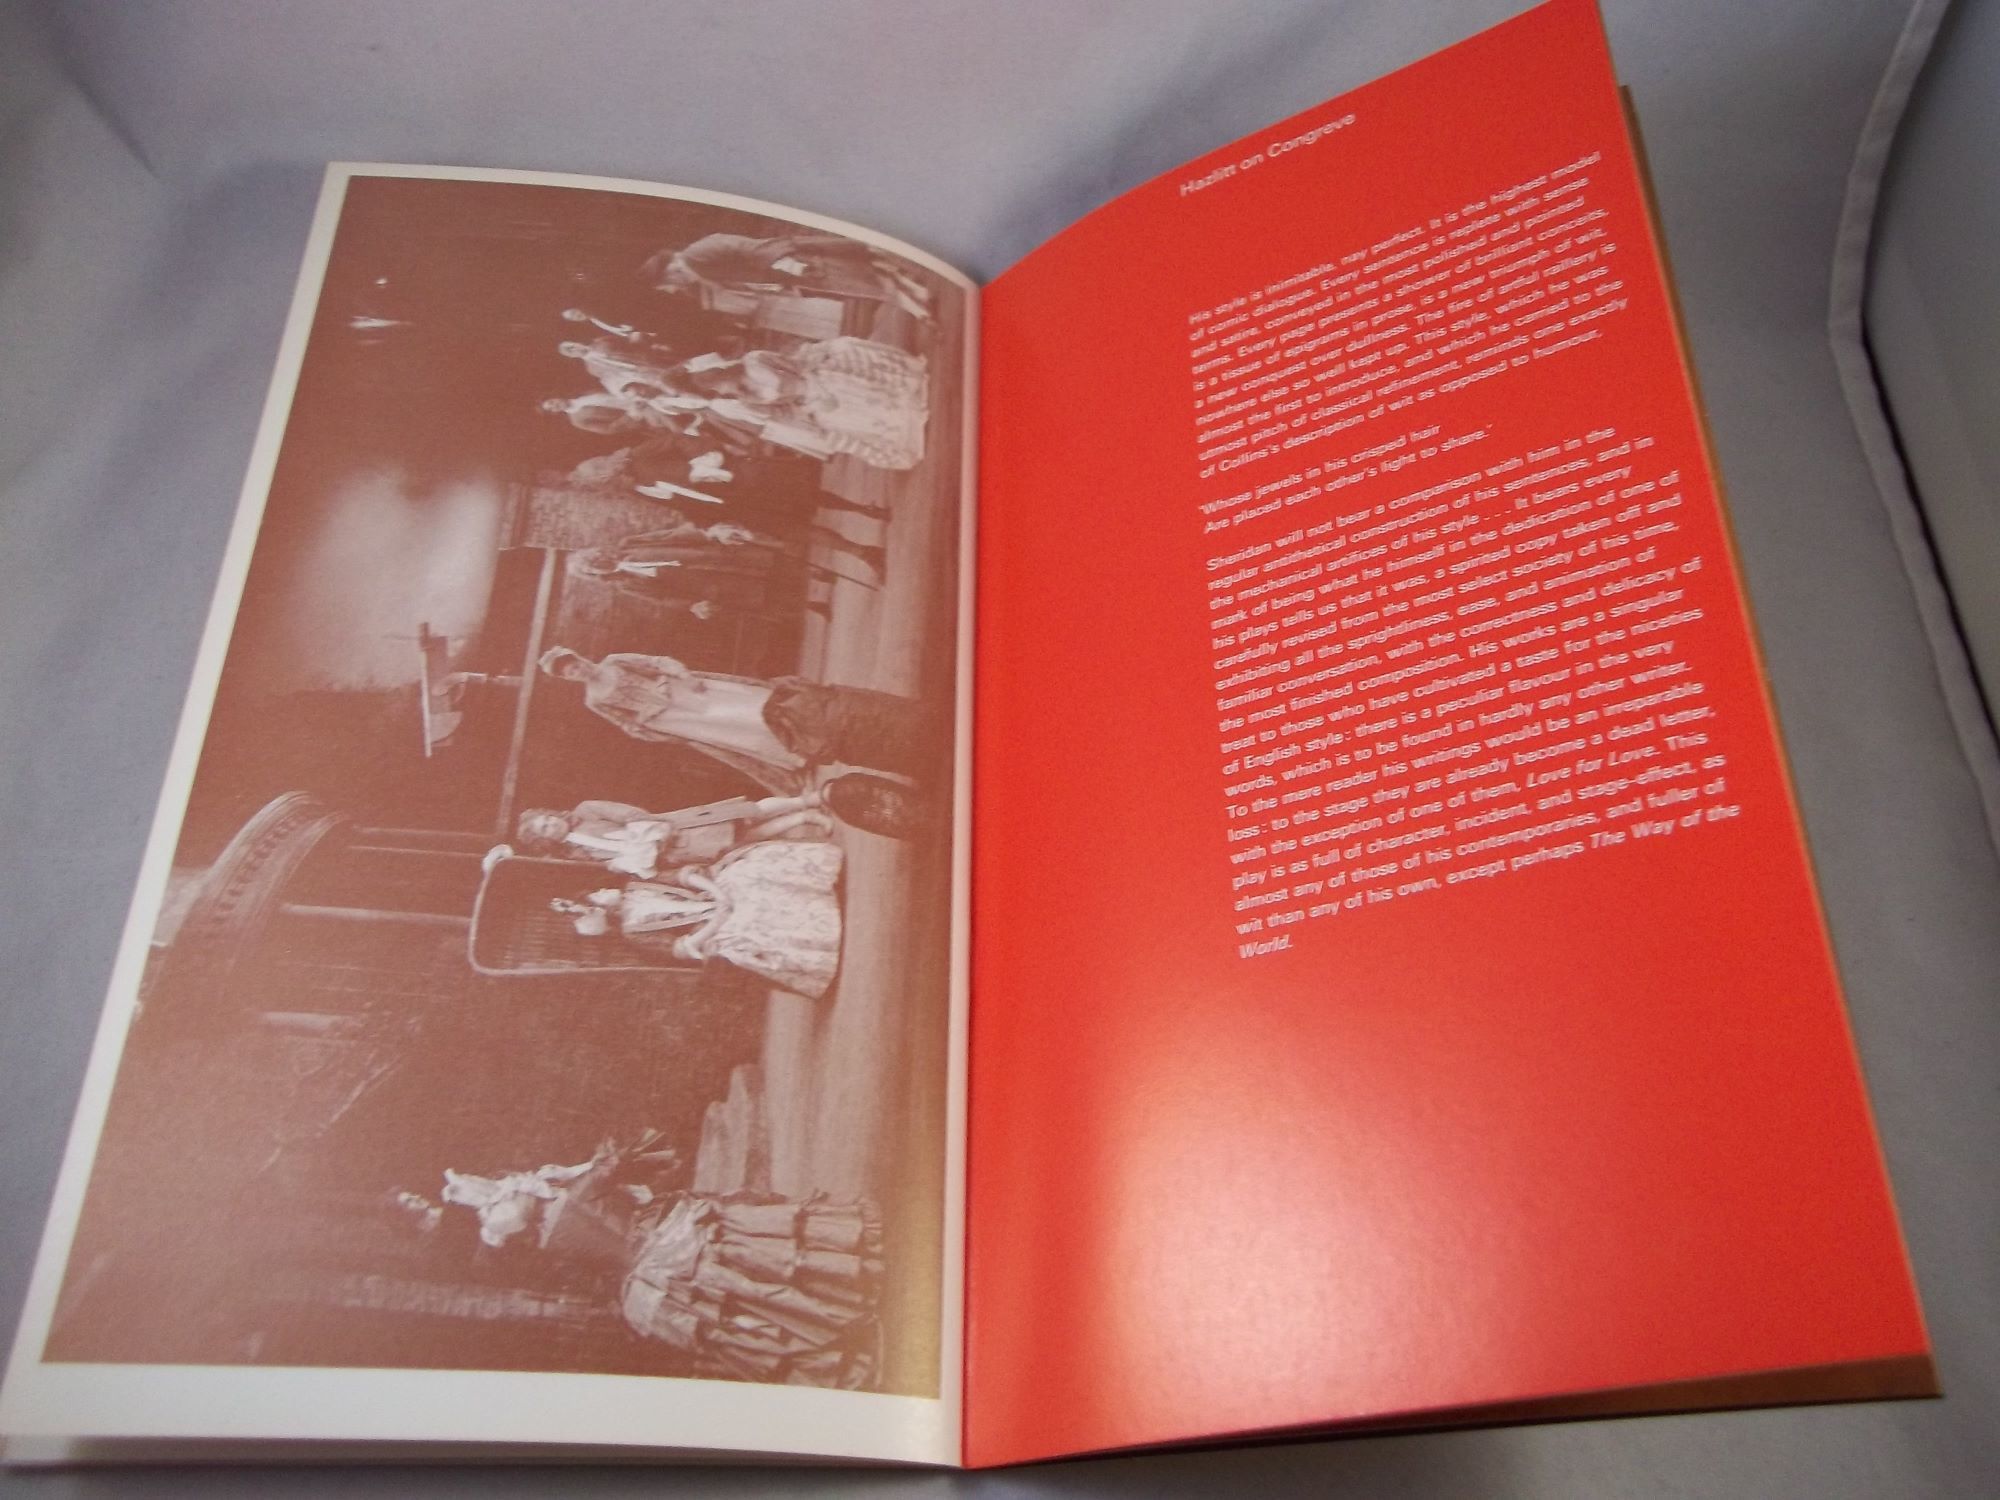 Hazlitt on Congreve
His style is inimitable, nay perfect. It is the highest model
of comic dialogue. Every sentence is replete with sense
and satire, conveyed in the most polished and pointed
terms. Every page presents a shower of brilliant conceits,
is a tissue of epigrams in prose, is a new triumph of wit,
a new conquest over dullness. The fire of artful raillery is
nowhere else so well kept up. This style, which he was
almost the first to introduce, and which he carried to the
utmost pitch of classical refinement, reminds one exactly
of Collins's description of wit as opposed to humour,
'Whose jewels in his crisped hair
Are placed each other's light to share.'
Sheridan will not bear a comparison with him in the
regular antithetical construction of his sentences, and in
the mechanical artifices of his style . . . It bears every
mark of being what he himself in the dedication of one of
his plays tells us that it was, a spirited copy taken off and
carefully revised from the most select society of his time,
exhibiting all the sprightliness, ease, and animation of
familiar conversation, with the correctness and delicacy of
the most finished composition. His works are a singular
treat to those who have cultivated a taste for the niceties
of English style: there is a peculiar flavour in the very
words, which is to be found in hardly any other writer.
To the mere reader his writings would be an irreparable
loss: to the stage they are already become a dead letter,
with the exception of one of them, Love for Love. This
play is as full of character, incident, and stage-effect, as
almost any of those of his contemporaries, and fuller of
wit than any of his own, except perhaps The Way of the
World.